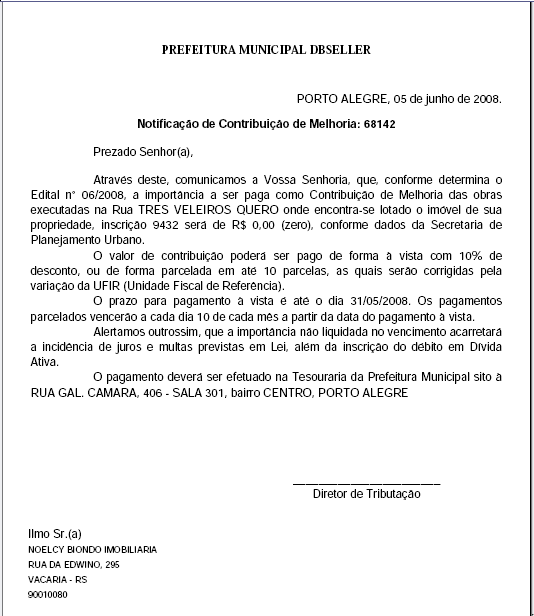 PREFEITURA MUNICIPAL DBSELLER
PORTO ALEGRE, 05 de junho de 2008.
Notificação de Contribuição de Melhoria: 68142
Prezado Senhor(a),
Através deste, comunicamos a Vossa Senhoria, que, conforme determina o
Edital n° 06/2008, a importância a ser paga como Contribuição de Melhoria das obras
executadas na Rua TRES VELEIROS QUERO onde encontra-se lotado o imóvel de sua
propriedade, inscrição 9432 será de R$ 0,00 (zero), conforme dados da Secretaria de
Planejamento Urbano.
O valor de contribuição poderá ser pago de forma à vista com 10% de
desconto, ou de forma parcelada em até 10 parcelas, as quais serão corrigidas pela
variação da UFIR (Unidade Fiscal de Referência).
O prazo para pagamento à vista é até o dia 31/05/2008. Os pagamentos
parcelados vencerão a cada dia 10 de cada mês a partir da data do pagamento à vista.
Alertamos outrossim, que a importância não liquidada no vencimento acarretará
a incidência de juros e multas previstas em Lei, além da inscrição do débito em Dívida
Ativa.
O pagamento deverá ser efetuado na Tesouraria da Prefeitura Municipal sito à
RUA GAL. CAMARA, 406 - SALA 301, bairro CENTRO, PORTO ALEGRE
Diretor de Tributação
Ilmo Sr.(a)
NOELCY BIONDO IMOBILIARIA
RUA DA EDWINO, 295
VACARIA - RS
90010080